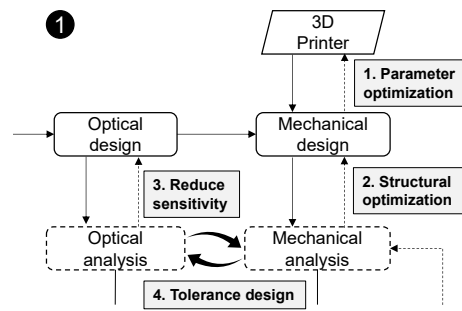 1
3D
Printer
1. Parameter
optimization
Optical
design
Mechanical
design
3. Reduce
sensitivity
2. Structural
optimization
Optical
analysis
Mechanical
analysis
4. Tolerance design